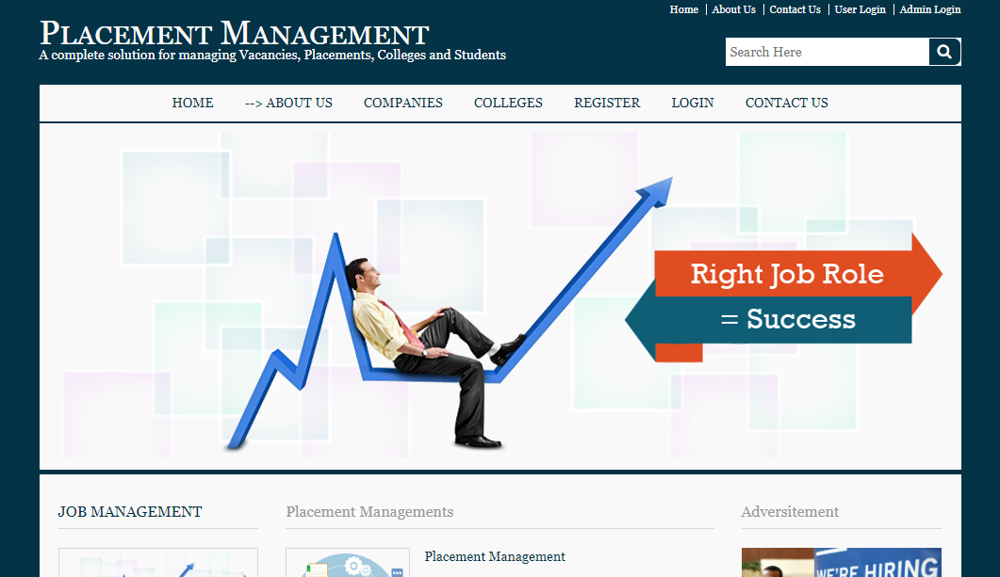 Home | About Us | Contact Us | User Login | Admin Login
Placement Management
A complete solution for managing Vacancies, Placements, Colleges and Students
Search Here
HOME --> ABOUT US COMPANIES COLLEGES REGISTER LOGIN CONTACT US
Right Job Role
= Success
JOB MANAGEMENT
Placement Managements
Adversitement
Placement Management
WE'RE HIRING